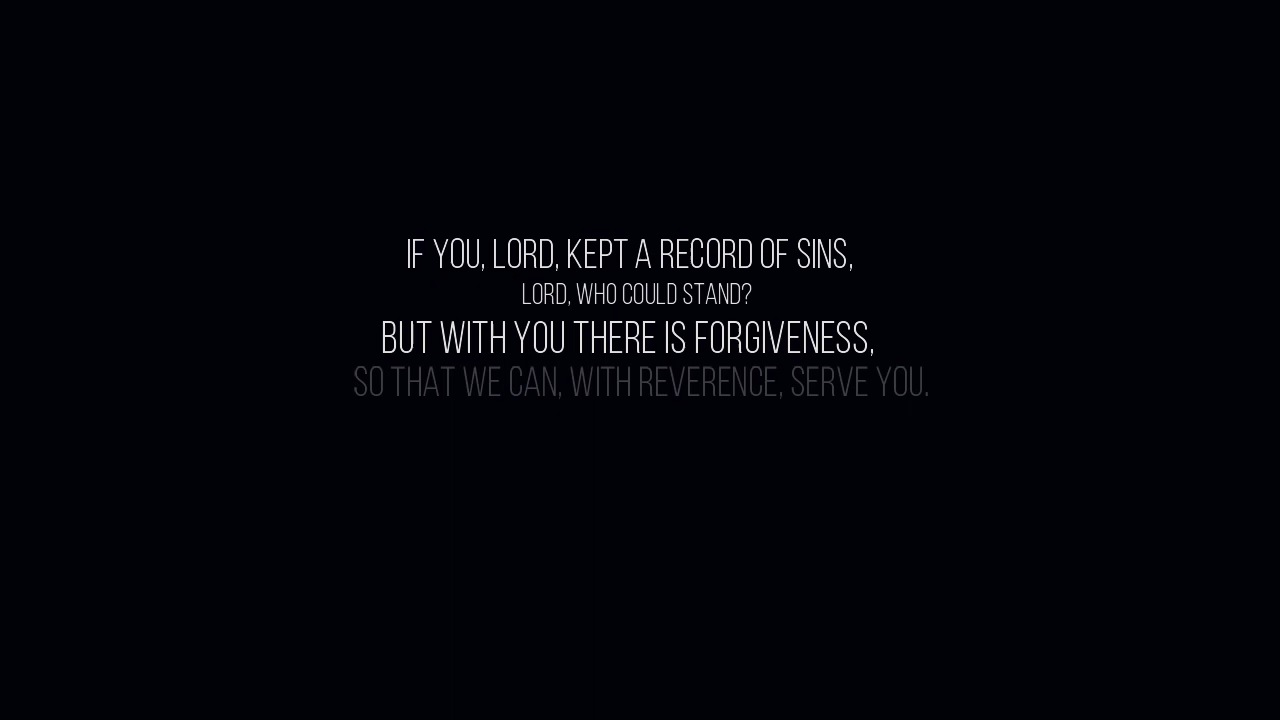 IF YOU, LORD, KEPT A RECORD OF SINS,
LORD, WHO COULD STAND?
BUT WITH YOU THERE IS FORGIVENESS,
SO THAT WE CAN, WITH REVERENCE, SERVE YOU.